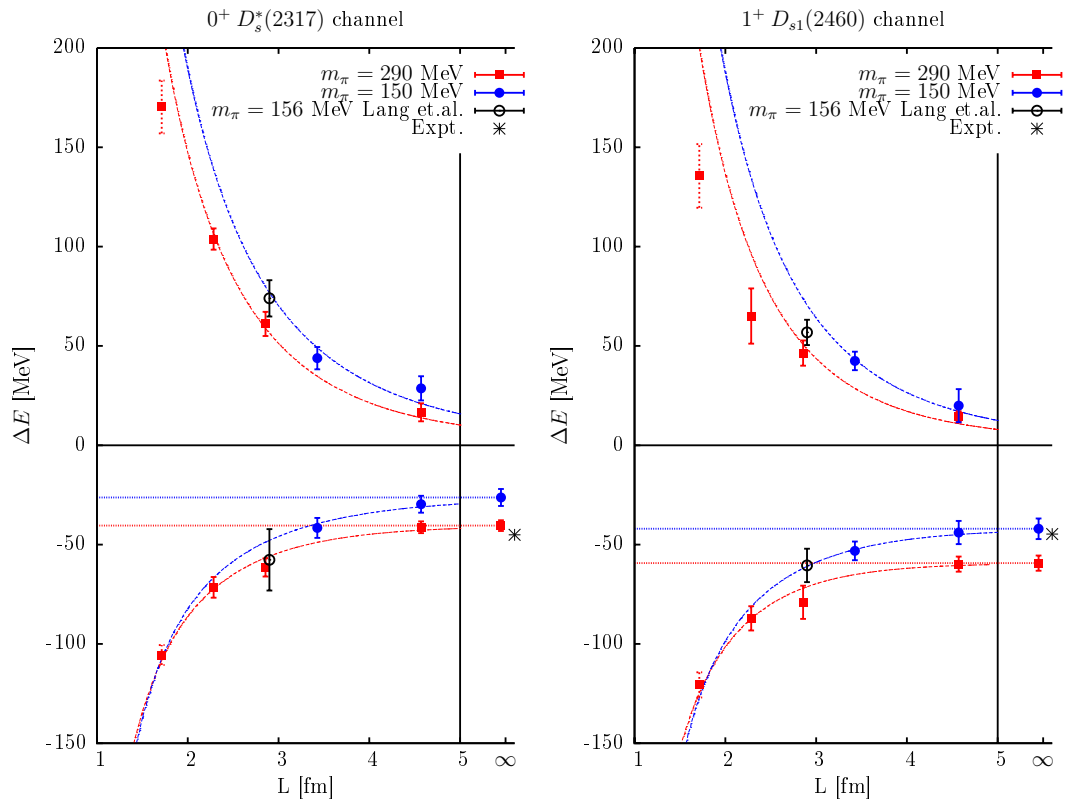 0⁺ D*ₛ(2317) channel
200
150
100
50
0
-50
-100
-150
ΔE [MeV]
mπ = 290 MeV
mπ = 150 MeV
mπ = 156 MeV Lang et.al.
Expt.
1 2 3 4 5 ∞
L [fm]
1⁺ Dₛ₁(2460) channel
200
150
100
50
0
-50
-100
-150
ΔE [MeV]
mπ = 290 MeV
mπ = 150 MeV
mπ = 156 MeV Lang et.al.
Expt.
1 2 3 4 5 ∞
L [fm]